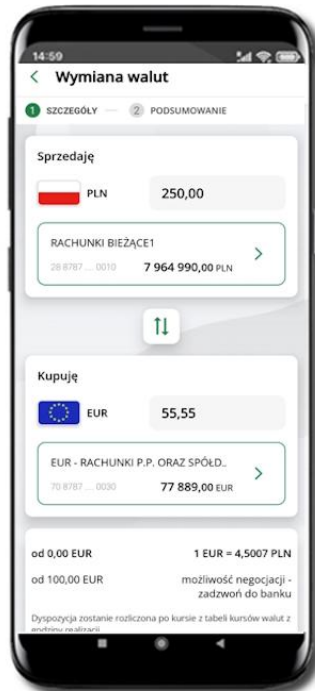 14:59
Wymiana walut
1 SZCZEGÓŁY 2 PODSUMOWANIE
Sprzedaję
PLN 250,00
RACHUNKI BIEŻĄCE1
28 8787 ... 0010 7 964 990,00 PLN
Kupuję
EUR 55,55
EUR - RACHUNKI P.P. ORAZ SPÓŁD..
70 8787 ... 0030 77 889,00 EUR
od 0,00 EUR 1 EUR = 4,5007 PLN
od 100,00 EUR możliwość negocjacji -
zadzwoń do banku
Dyspozycja zostanie rozliczona po kursie z tabeli kursów walut z
godziny realizacji